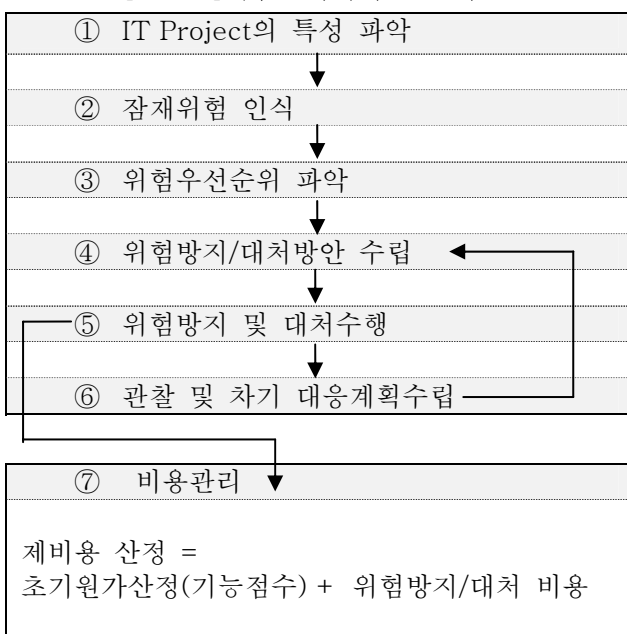 ① IT Project의 특성 파악
② 잠재위험 인식
③ 위험우선순위 파악
④ 위험방지/대처방안 수립
⑤ 위험방지 및 대처수행
⑥ 관찰 및 차기 대응계획수립
⑦ 비용관리
제비용 산정 =
초기원가산정(기능점수) + 위험방지/대처 비용